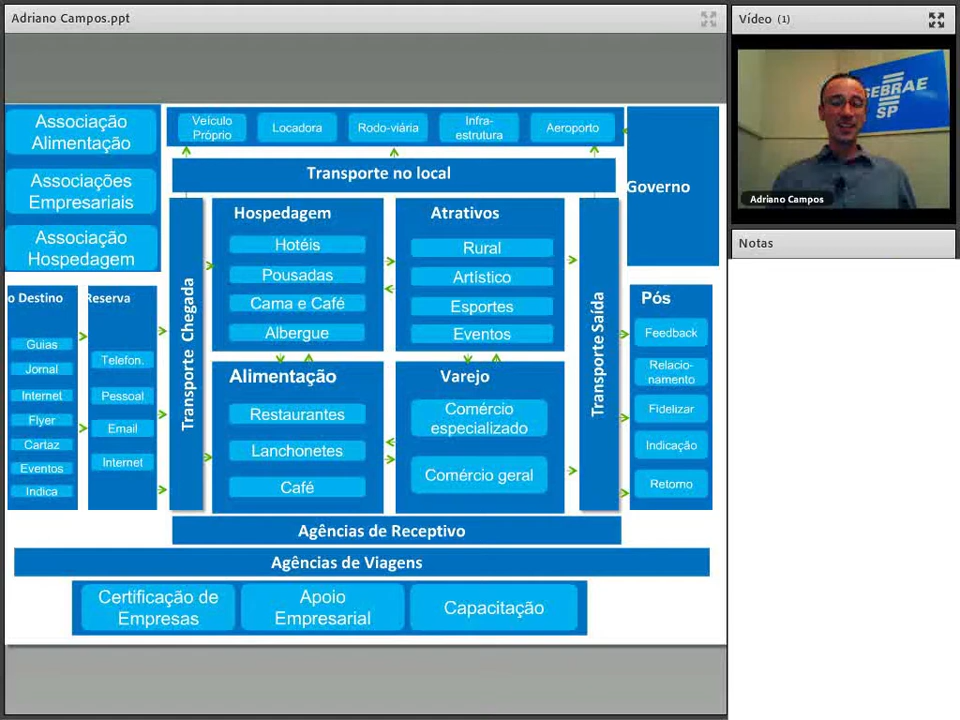 Adriano Campos.ppt
Vídeo (1)
SEBRAE
SP
Adriano Campos
Notas
Associação
Alimentação
Associações
Empresariais
Associação
Hospedagem
Veículo
Próprio
Locadora
Rodo-viária
Infra-
estrutura
Aeroporto
Transporte no local
Governo
o Destino
Guias
Jornal
Internet
Flyer
Cartaz
Eventos
Indica
Reserva
Telefon.
Pessoal
Email
Internet
Transporte Chegada
Hospedagem
Hotéis
Pousadas
Cama e Café
Albergue
Atrativos
Rural
Artístico
Esportes
Eventos
Alimentação
Restaurantes
Lanchonetes
Café
Varejo
Comércio
especializado
Comércio geral
Transporte Saída
Pós
Feedback
Relacio-
namento
Fidelizar
Indicação
Retorno
Agências de Receptivo
Agências de Viagens
Certificação de
Empresas
Apoio
Empresarial
Capacitação